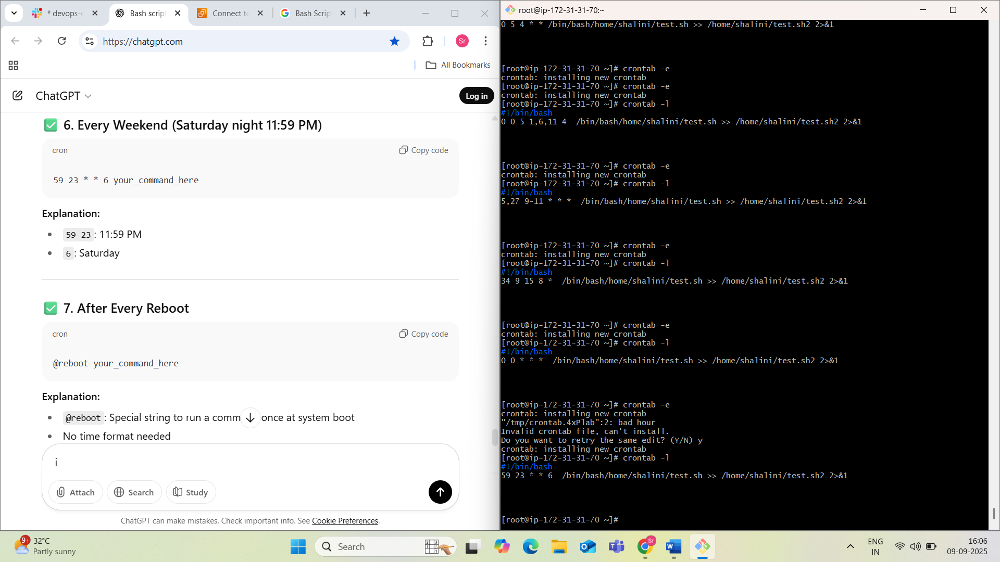 * devops-c
Bash script
Connect to
Bash Scrip
https://chatgpt.com
Sr
All Bookmarks
ChatGPT
Log in
6. Every Weekend (Saturday night 11:59 PM)
cron
Copy code
59 23 * * 6 your_command_here
Explanation:
59 23: 11:59 PM
6: Saturday
7. After Every Reboot
cron
Copy code
@reboot your_command_here
Explanation:
@reboot: Special string to run a comm once at system boot
No time format needed
i
Attach
Search
Study
ChatGPT can make mistakes. Check important info. See Cookie Preferences.
root@ip-172-31-31-70:~
0 5 4 * * /bin/bash/home/shalini/test.sh >> /home/shalini/test.sh2 2>&1
[root@ip-172-31-31-70 ~]# crontab -e
crontab: installing new crontab
[root@ip-172-31-31-70 ~]# crontab -e
crontab: installing new crontab
[root@ip-172-31-31-70 ~]# crontab -l
#!/bin/bash
0 0 5 1,6,11 4  /bin/bash/home/shalini/test.sh >> /home/shalini/test.sh2 2>&1
[root@ip-172-31-31-70 ~]# crontab -e
crontab: installing new crontab
[root@ip-172-31-31-70 ~]# crontab -l
#!/bin/bash
5,27 9-11 * * *  /bin/bash/home/shalini/test.sh >> /home/shalini/test.sh2 2>&1
[root@ip-172-31-31-70 ~]# crontab -e
crontab: installing new crontab
[root@ip-172-31-31-70 ~]# crontab -l
#!/bin/bash
34 9 15 8 *  /bin/bash/home/shalini/test.sh >> /home/shalini/test.sh2 2>&1
[root@ip-172-31-31-70 ~]# crontab -e
crontab: installing new crontab
[root@ip-172-31-31-70 ~]# crontab -l
#!/bin/bash
0 0 * * *  /bin/bash/home/shalini/test.sh >> /home/shalini/test.sh2 2>&1
[root@ip-172-31-31-70 ~]# crontab -e
crontab: installing new crontab
"/tmp/crontab.4xPlab":2: bad hour
Invalid crontab file, can't install.
Do you want to retry the same edit? (Y/N) y
crontab: installing new crontab
[root@ip-172-31-31-70 ~]# crontab -l
#!/bin/bash
59 23 * * 6  /bin/bash/home/shalini/test.sh >> /home/shalini/test.sh2 2>&1
[root@ip-172-31-31-70 ~]#
9+
32°C
Partly sunny
Search
Sr
ENG
IN
16:06
09-09-2025